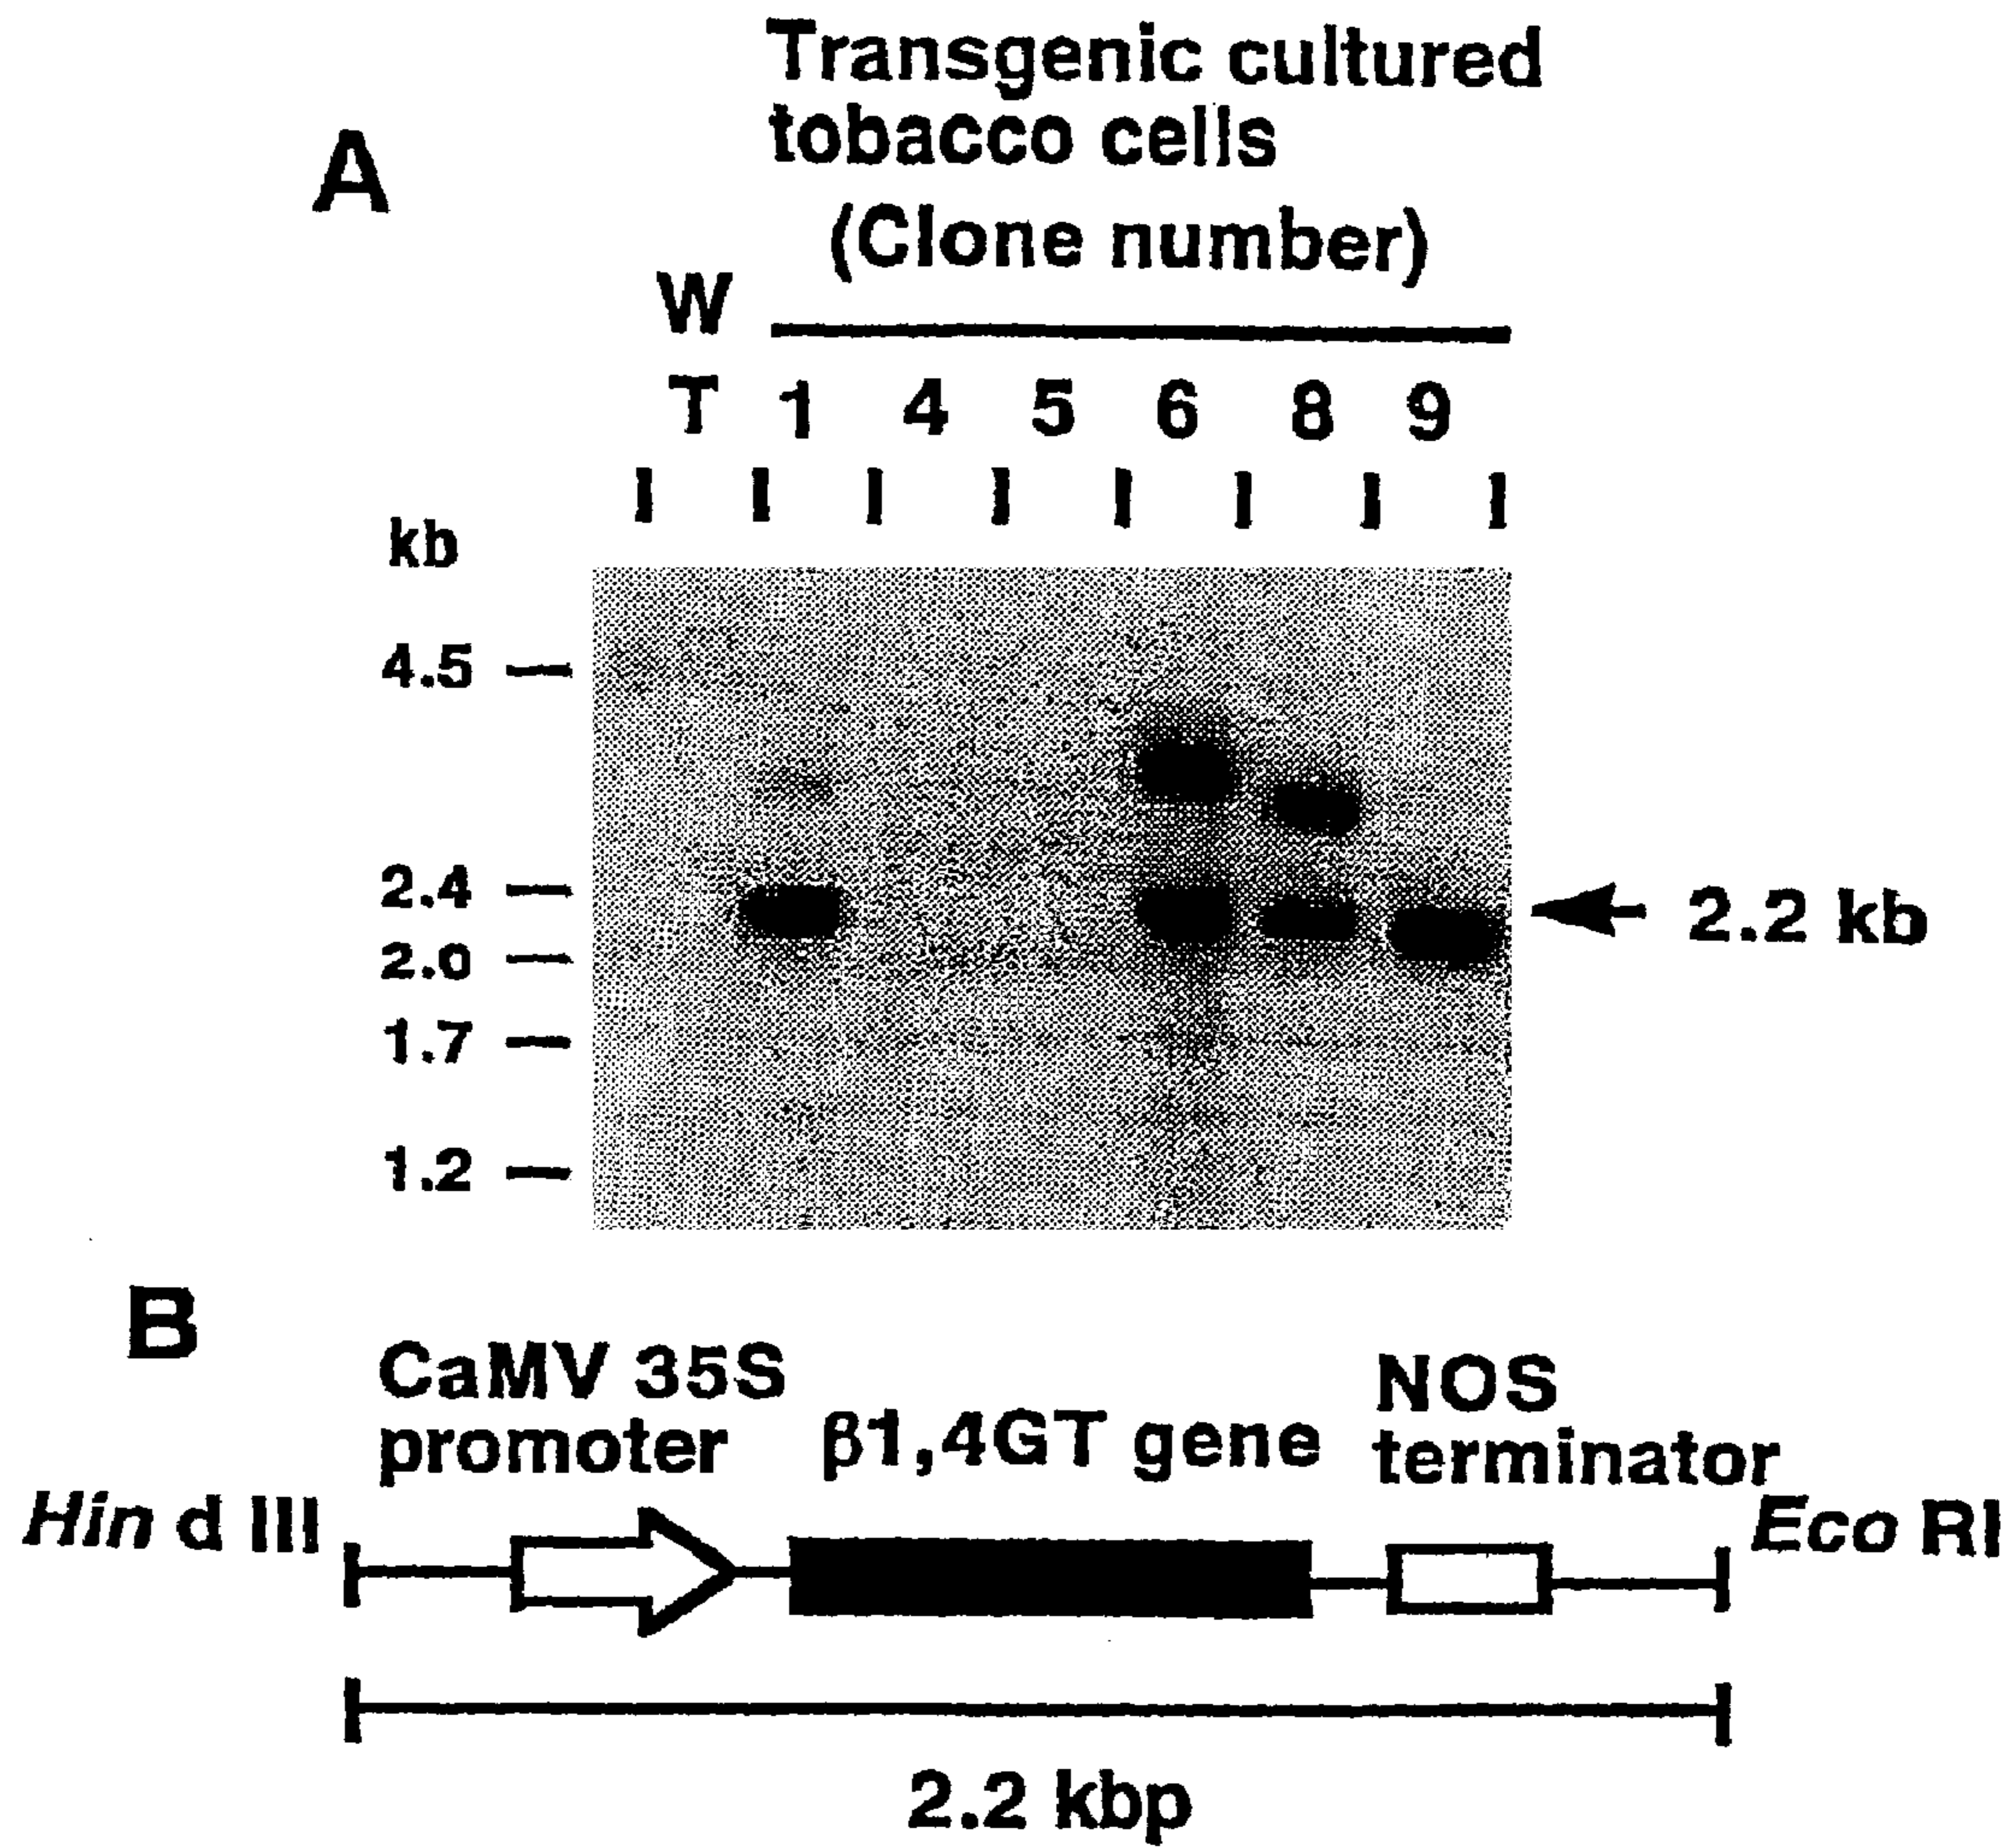 A
Transgenic cultured
tobacco cells
(Clone number)
W
T 1 4 5 6 8 9
kb
4.5
2.4
2.0
1.7
1.2
2.2 kb
B
CaMV 35S
promoter
β1,4GT gene
NOS
terminator
Hin d III
Eco RI
2.2 kbp